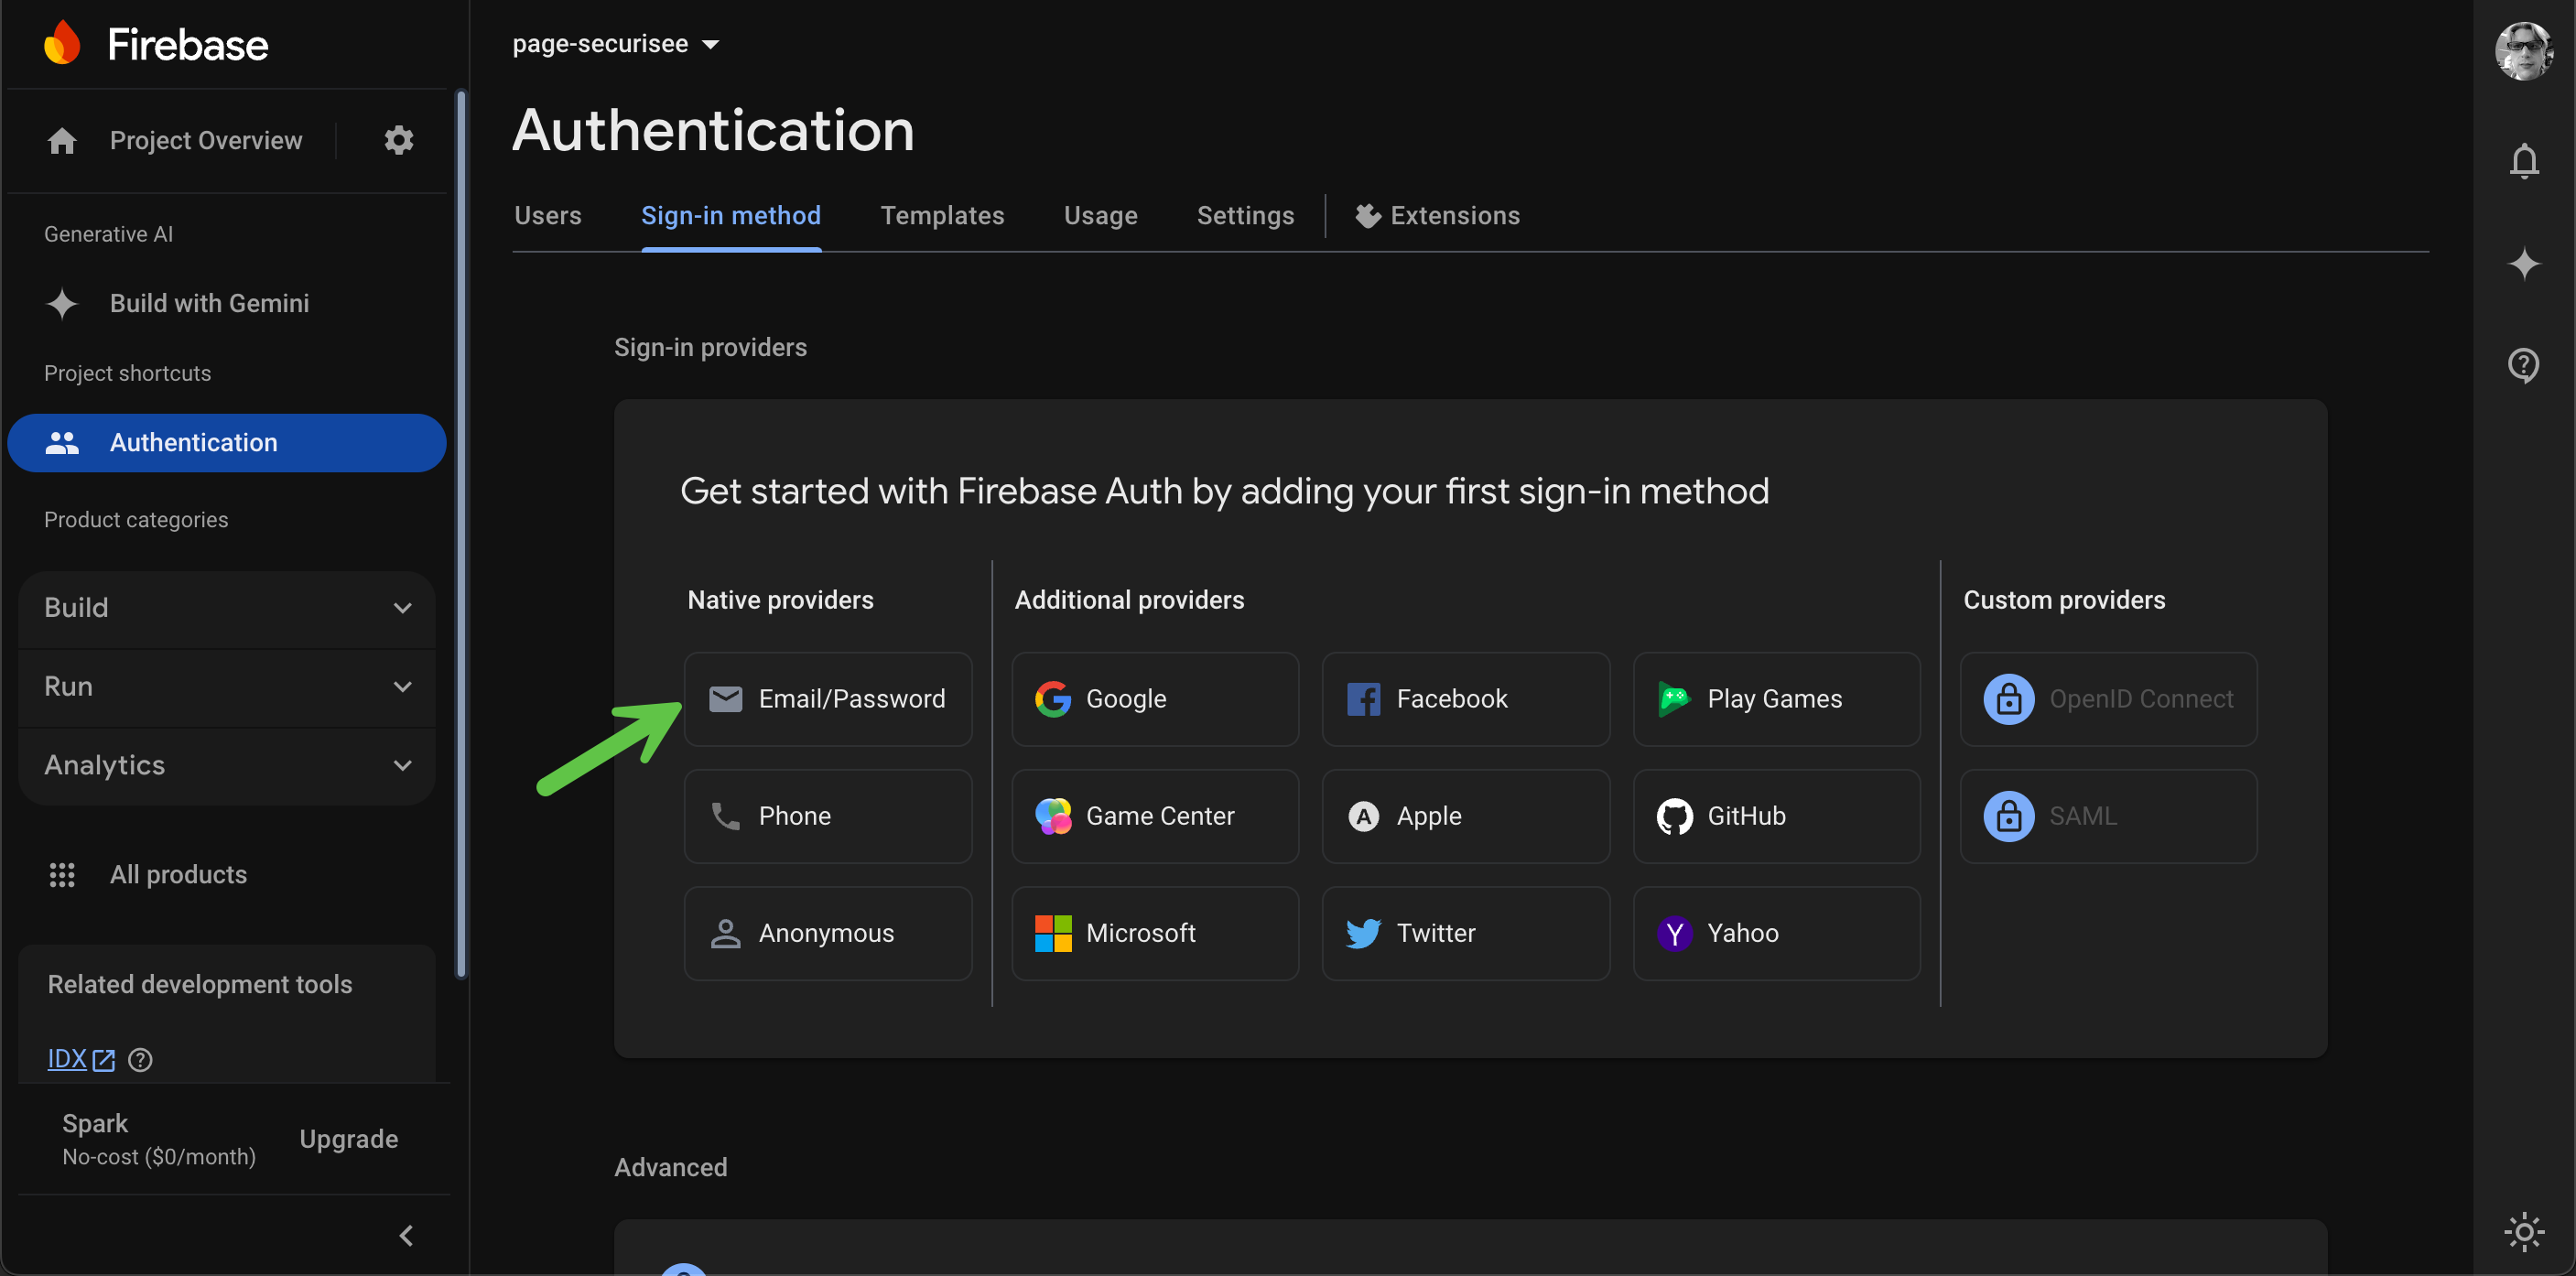 Firebase
Project Overview
Generative AI
Build with Gemini
Project shortcuts
Authentication
Product categories
Build
Run
Analytics
All products
Related development tools
IDX
Spark
No-cost ($0/month)
Upgrade
page-securisee
Authentication
Users
Sign-in method
Templates
Usage
Settings
Extensions
Sign-in providers
Get started with Firebase Auth by adding your first sign-in method
Native providers
Email/Password
Phone
Anonymous
Additional providers
Google
Facebook
Play Games
Game Center
Apple
GitHub
Microsoft
Twitter
Yahoo
Custom providers
OpenID Connect
SAML
Advanced